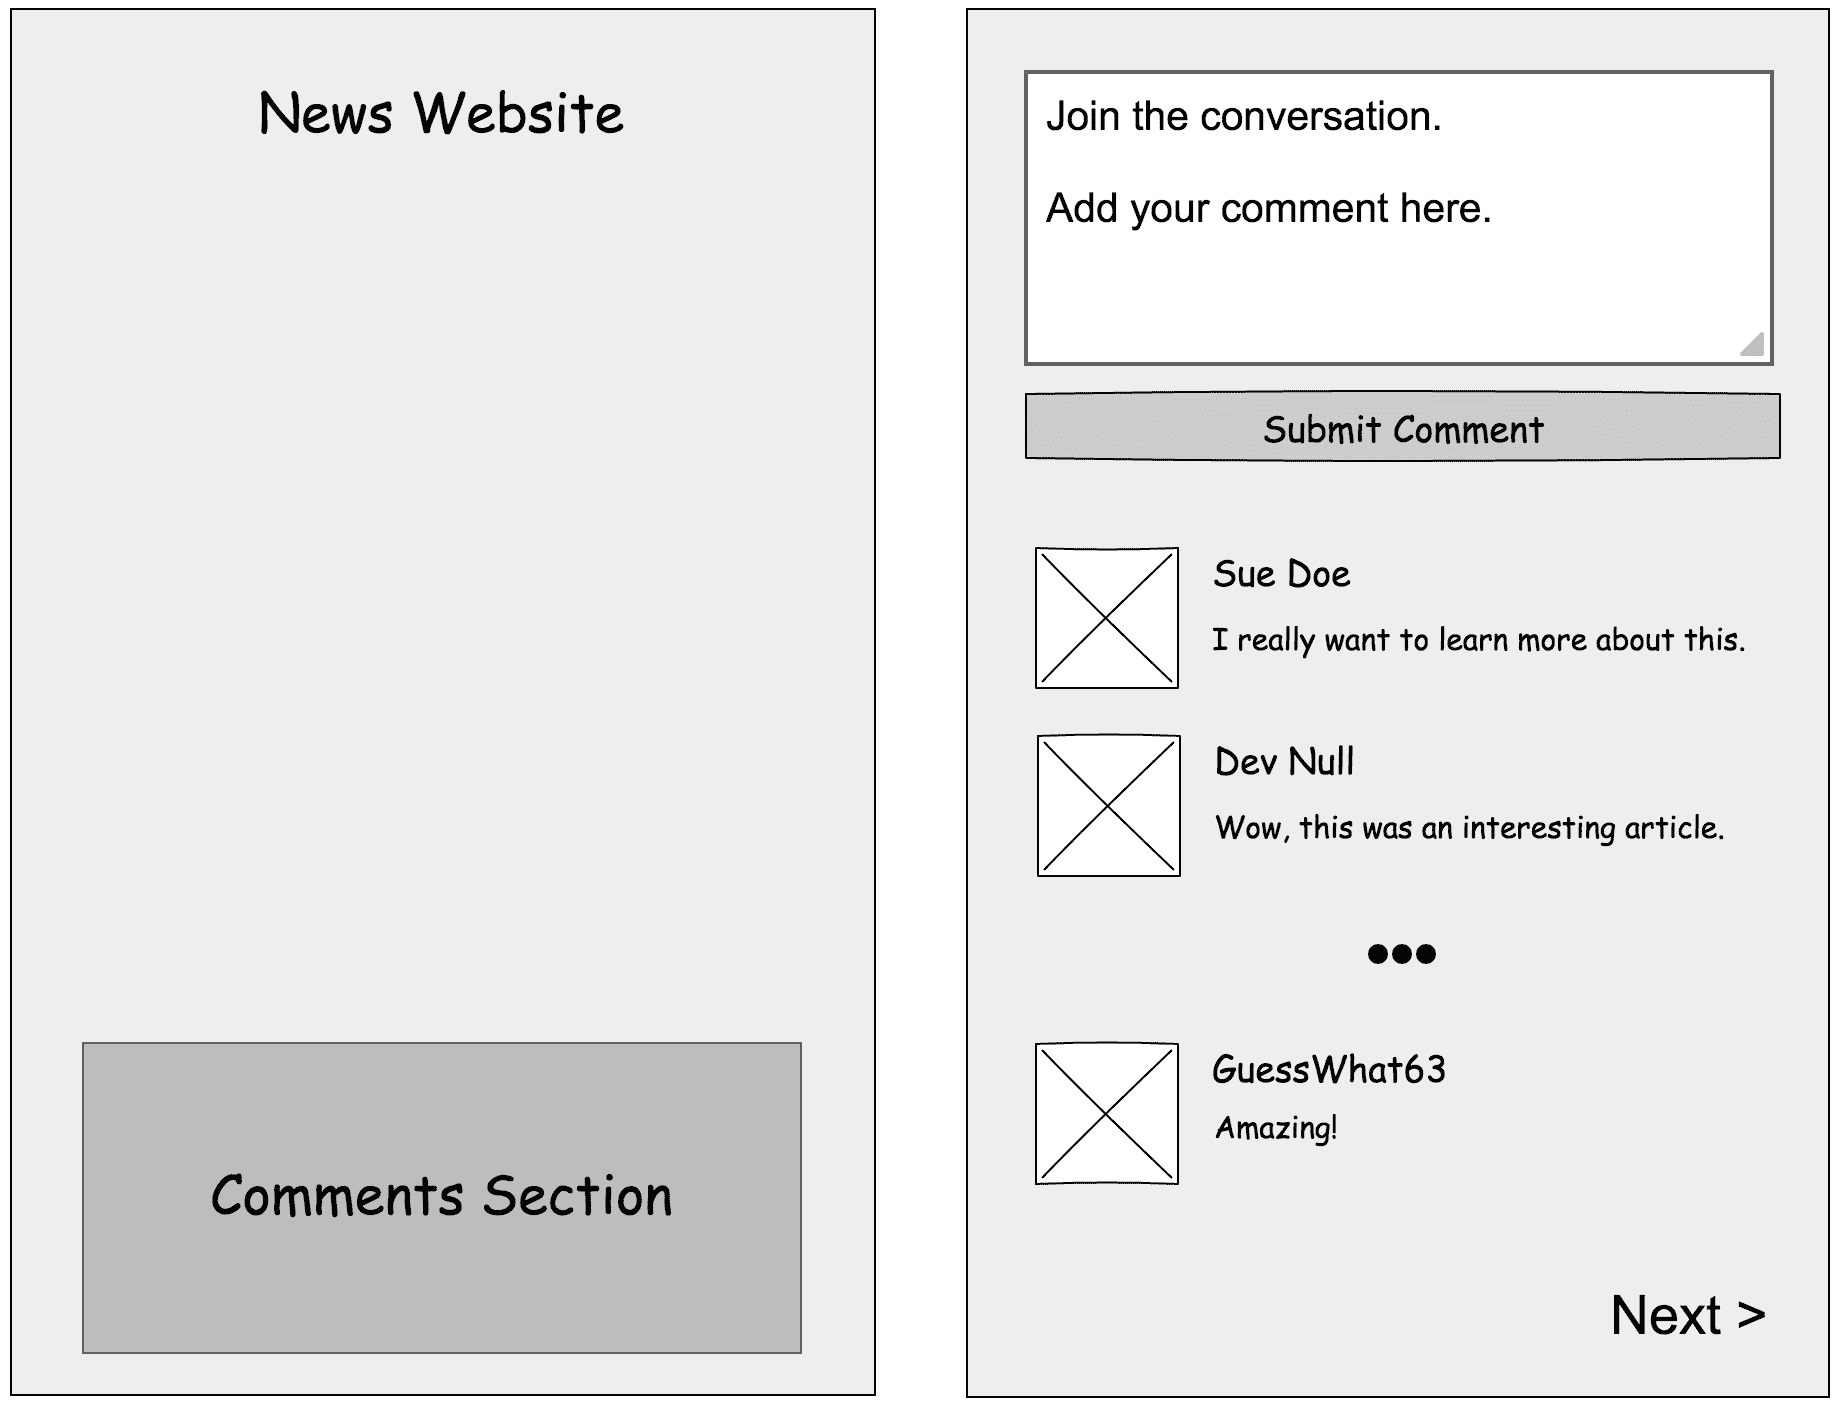 News Website
Comments Section
Join the conversation.
Add your comment here.
Submit Comment
Sue Doe
I really want to learn more about this.
Dev Null
Wow, this was an interesting article.
GuessWhat63
Amazing!
Next >